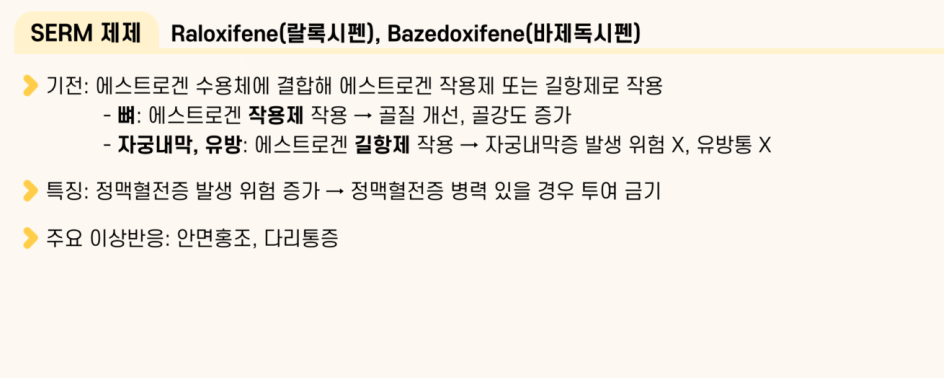 SERM 제제 Raloxifene(랄록시펜), Bazedoxifene(바제독시펜)
기전: 에스트로겐 수용체에 결합해 에스트로겐 작용제 또는 길항제로 작용
- 뼈: 에스트로겐 작용제 작용 → 골질 개선, 골강도 증가
- 자궁내막, 유방: 에스트로겐 길항제 작용 → 자궁내막증 발생 위험 X, 유방통 X
특징: 정맥혈전증 발생 위험 증가 → 정맥혈전증 병력 있을 경우 투여 금기
주요 이상반응: 안면홍조, 다리통증